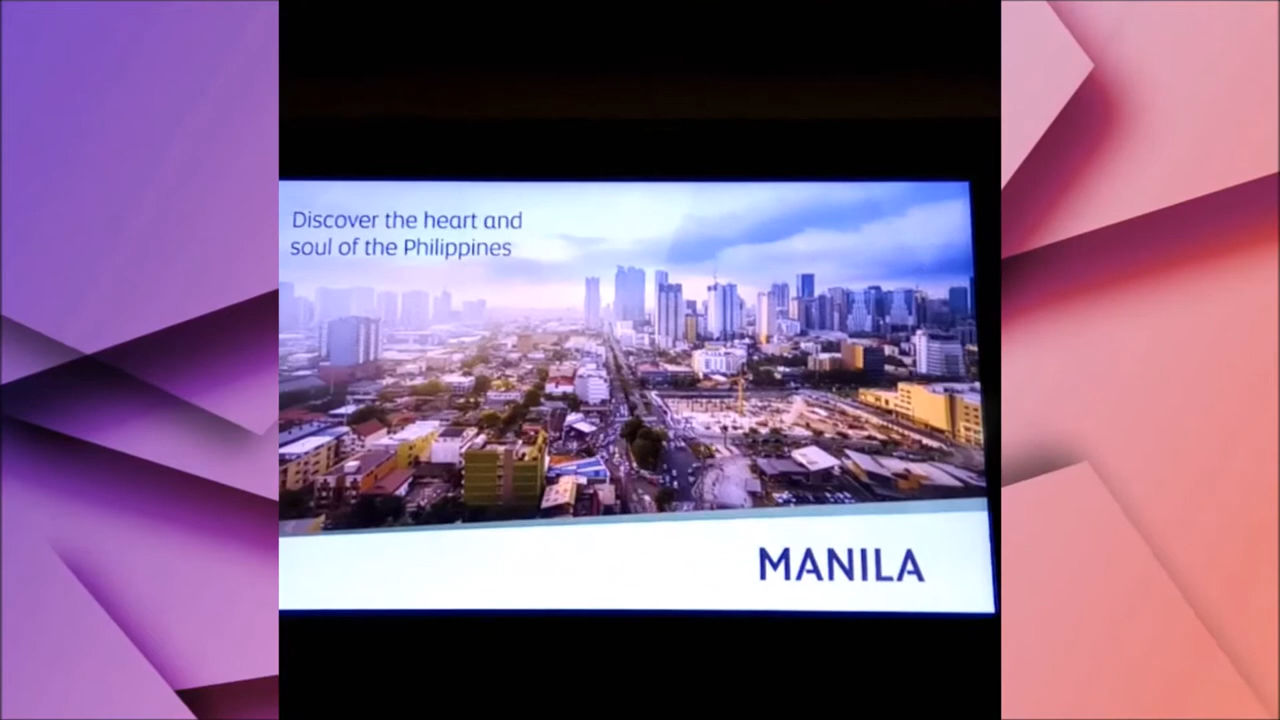 Discover the heart and
soul of the Philippines
MANILA